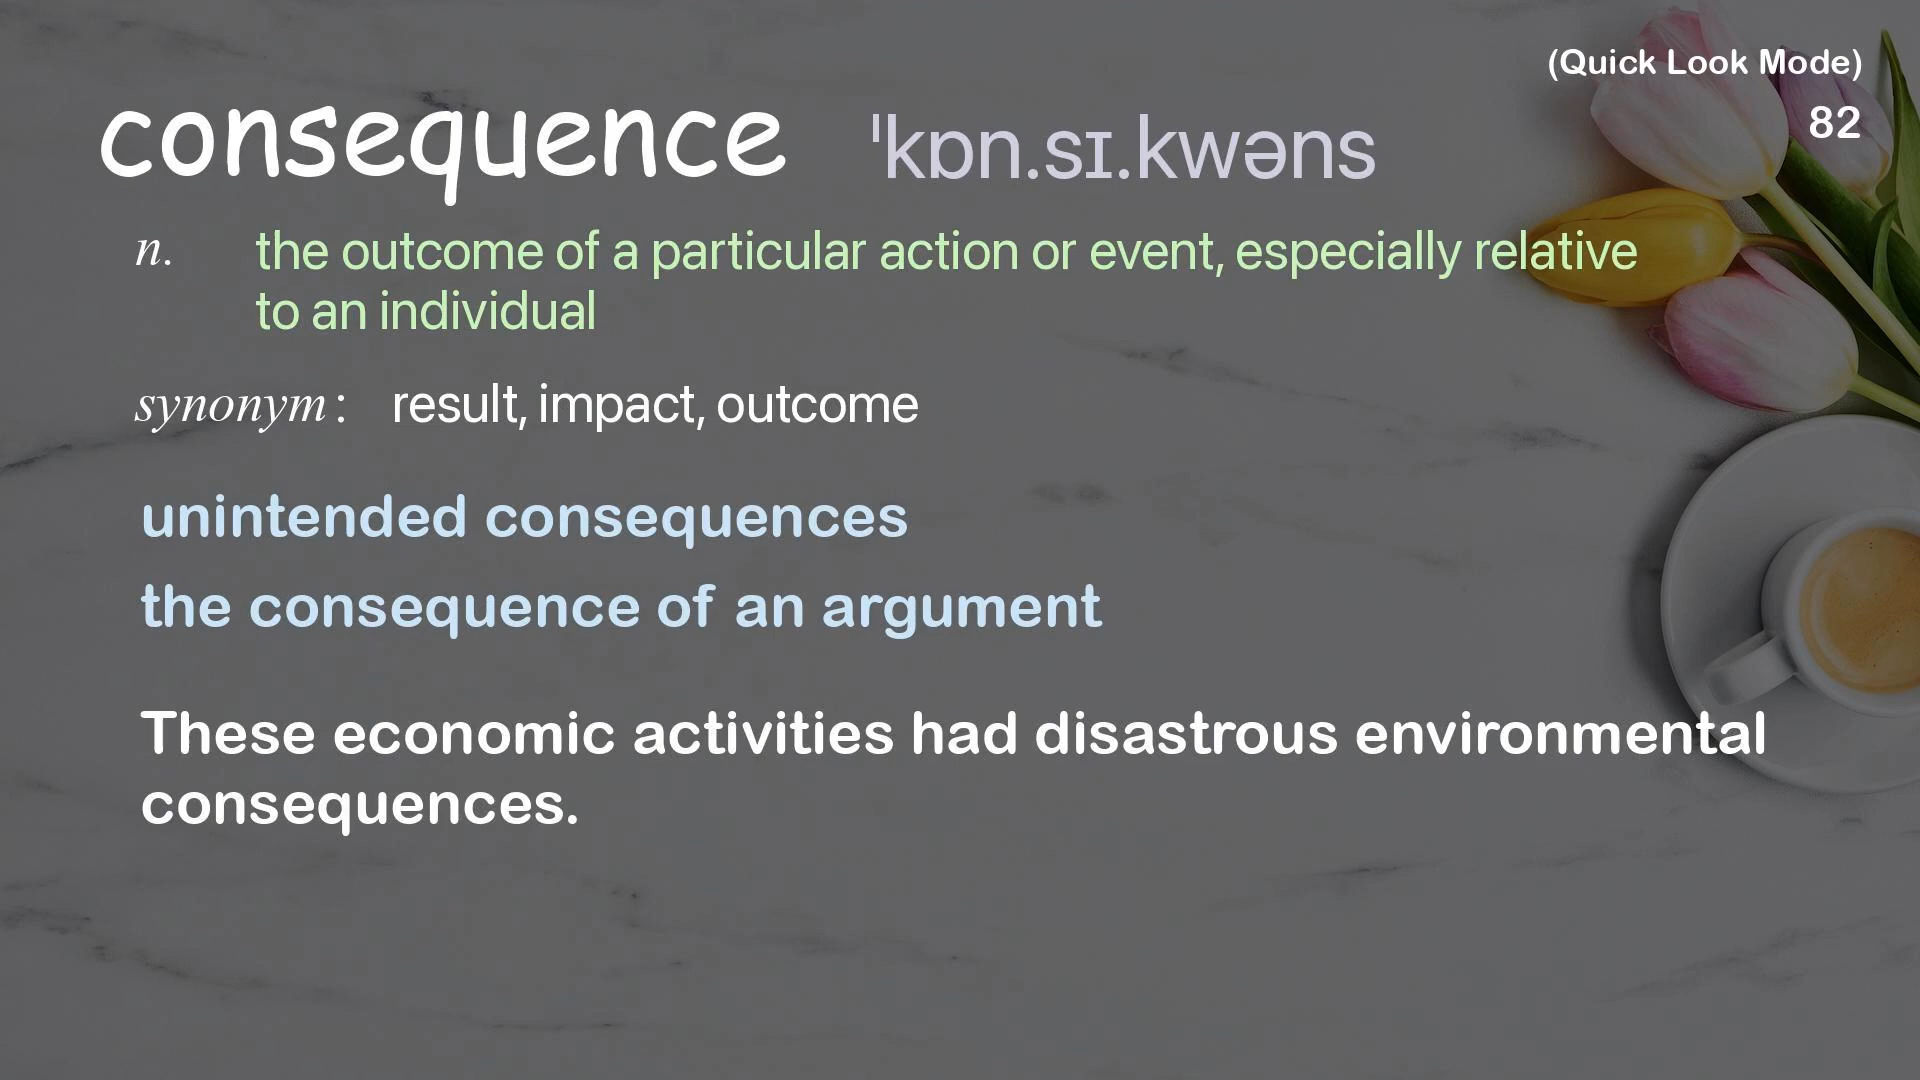 (Quick Look Mode)
82
consequence ˈkɒn.sɪ.kwəns
n. the outcome of a particular action or event, especially relative
to an individual
synonym: result, impact, outcome
unintended consequences
the consequence of an argument
These economic activities had disastrous environmental
consequences.